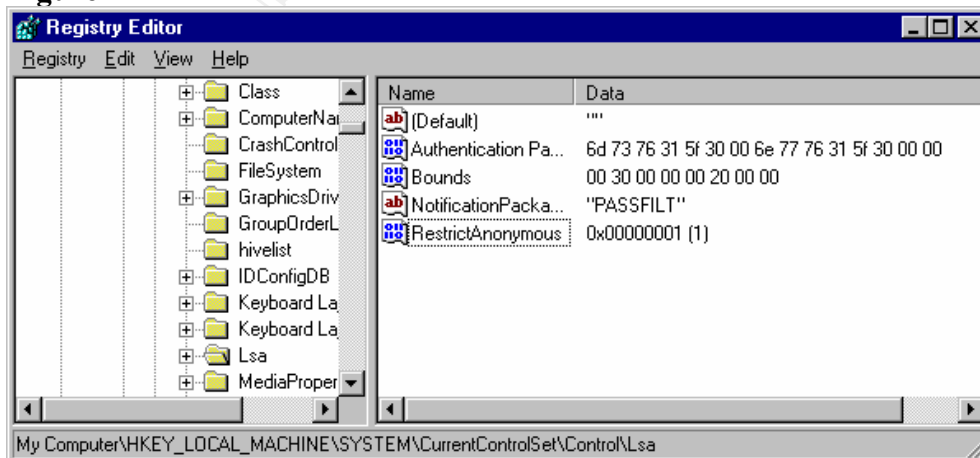 Registry Editor
Registry Edit View Help
Class
ComputerNa
CrashControl
FileSystem
GraphicsDriv
GroupOrderL
hivelist
IDConfigDB
Keyboard La
Keyboard La
Lsa
MediaProper
Name Data
(Default) ""
Authentication Pa... 6d 73 76 31 5f 30 00 6e 77 76 31 5f 30 00 00
Bounds 00 30 00 00 00 20 00 00
NotificationPacka... "PASSFILT"
RestrictAnonymous 0x00000001 (1)
My Computer\HKEY_LOCAL_MACHINE\SYSTEM\CurrentControlSet\Control\Lsa